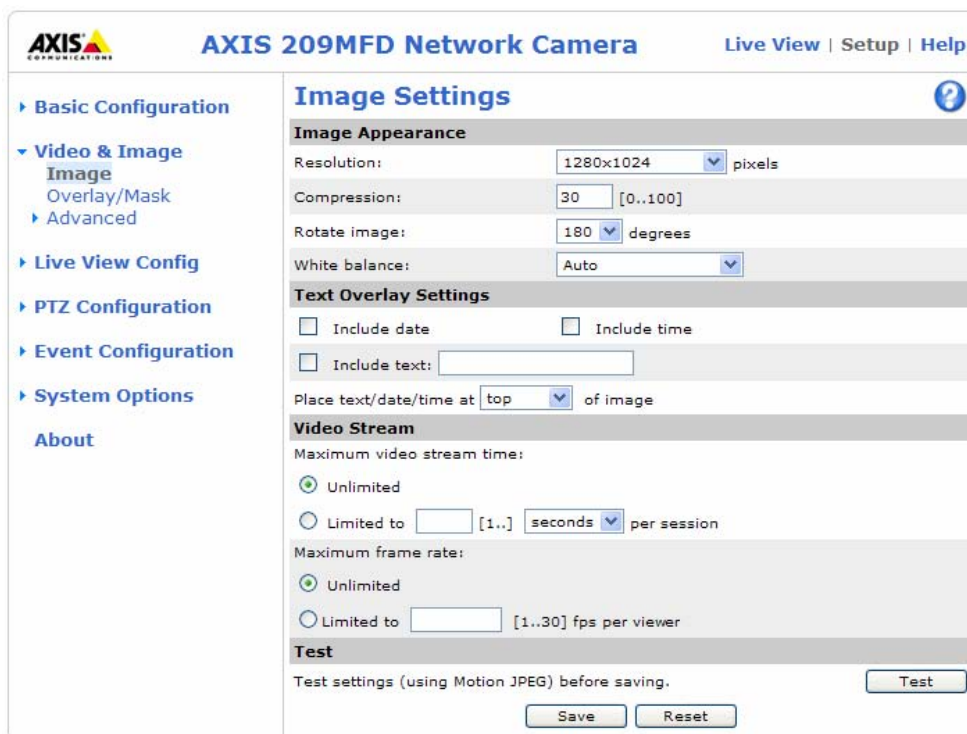 AXIS
COMMUNICATIONS
AXIS 209MFD Network Camera
Live View | Setup | Help
Basic Configuration
Video & Image
Image
Overlay/Mask
Advanced
Live View Config
PTZ Configuration
Event Configuration
System Options
About
Image Settings
?
Image Appearance
Resolution: 1280x1024 pixels
Compression: 30 [0..100]
Rotate image: 180 degrees
White balance: Auto
Text Overlay Settings
Include date Include time
Include text:
Place text/date/time at top of image
Video Stream
Maximum video stream time:
Unlimited
Limited to [1..] seconds per session
Maximum frame rate:
Unlimited
Limited to [1..30] fps per viewer
Test
Test settings (using Motion JPEG) before saving. Test
Save Reset